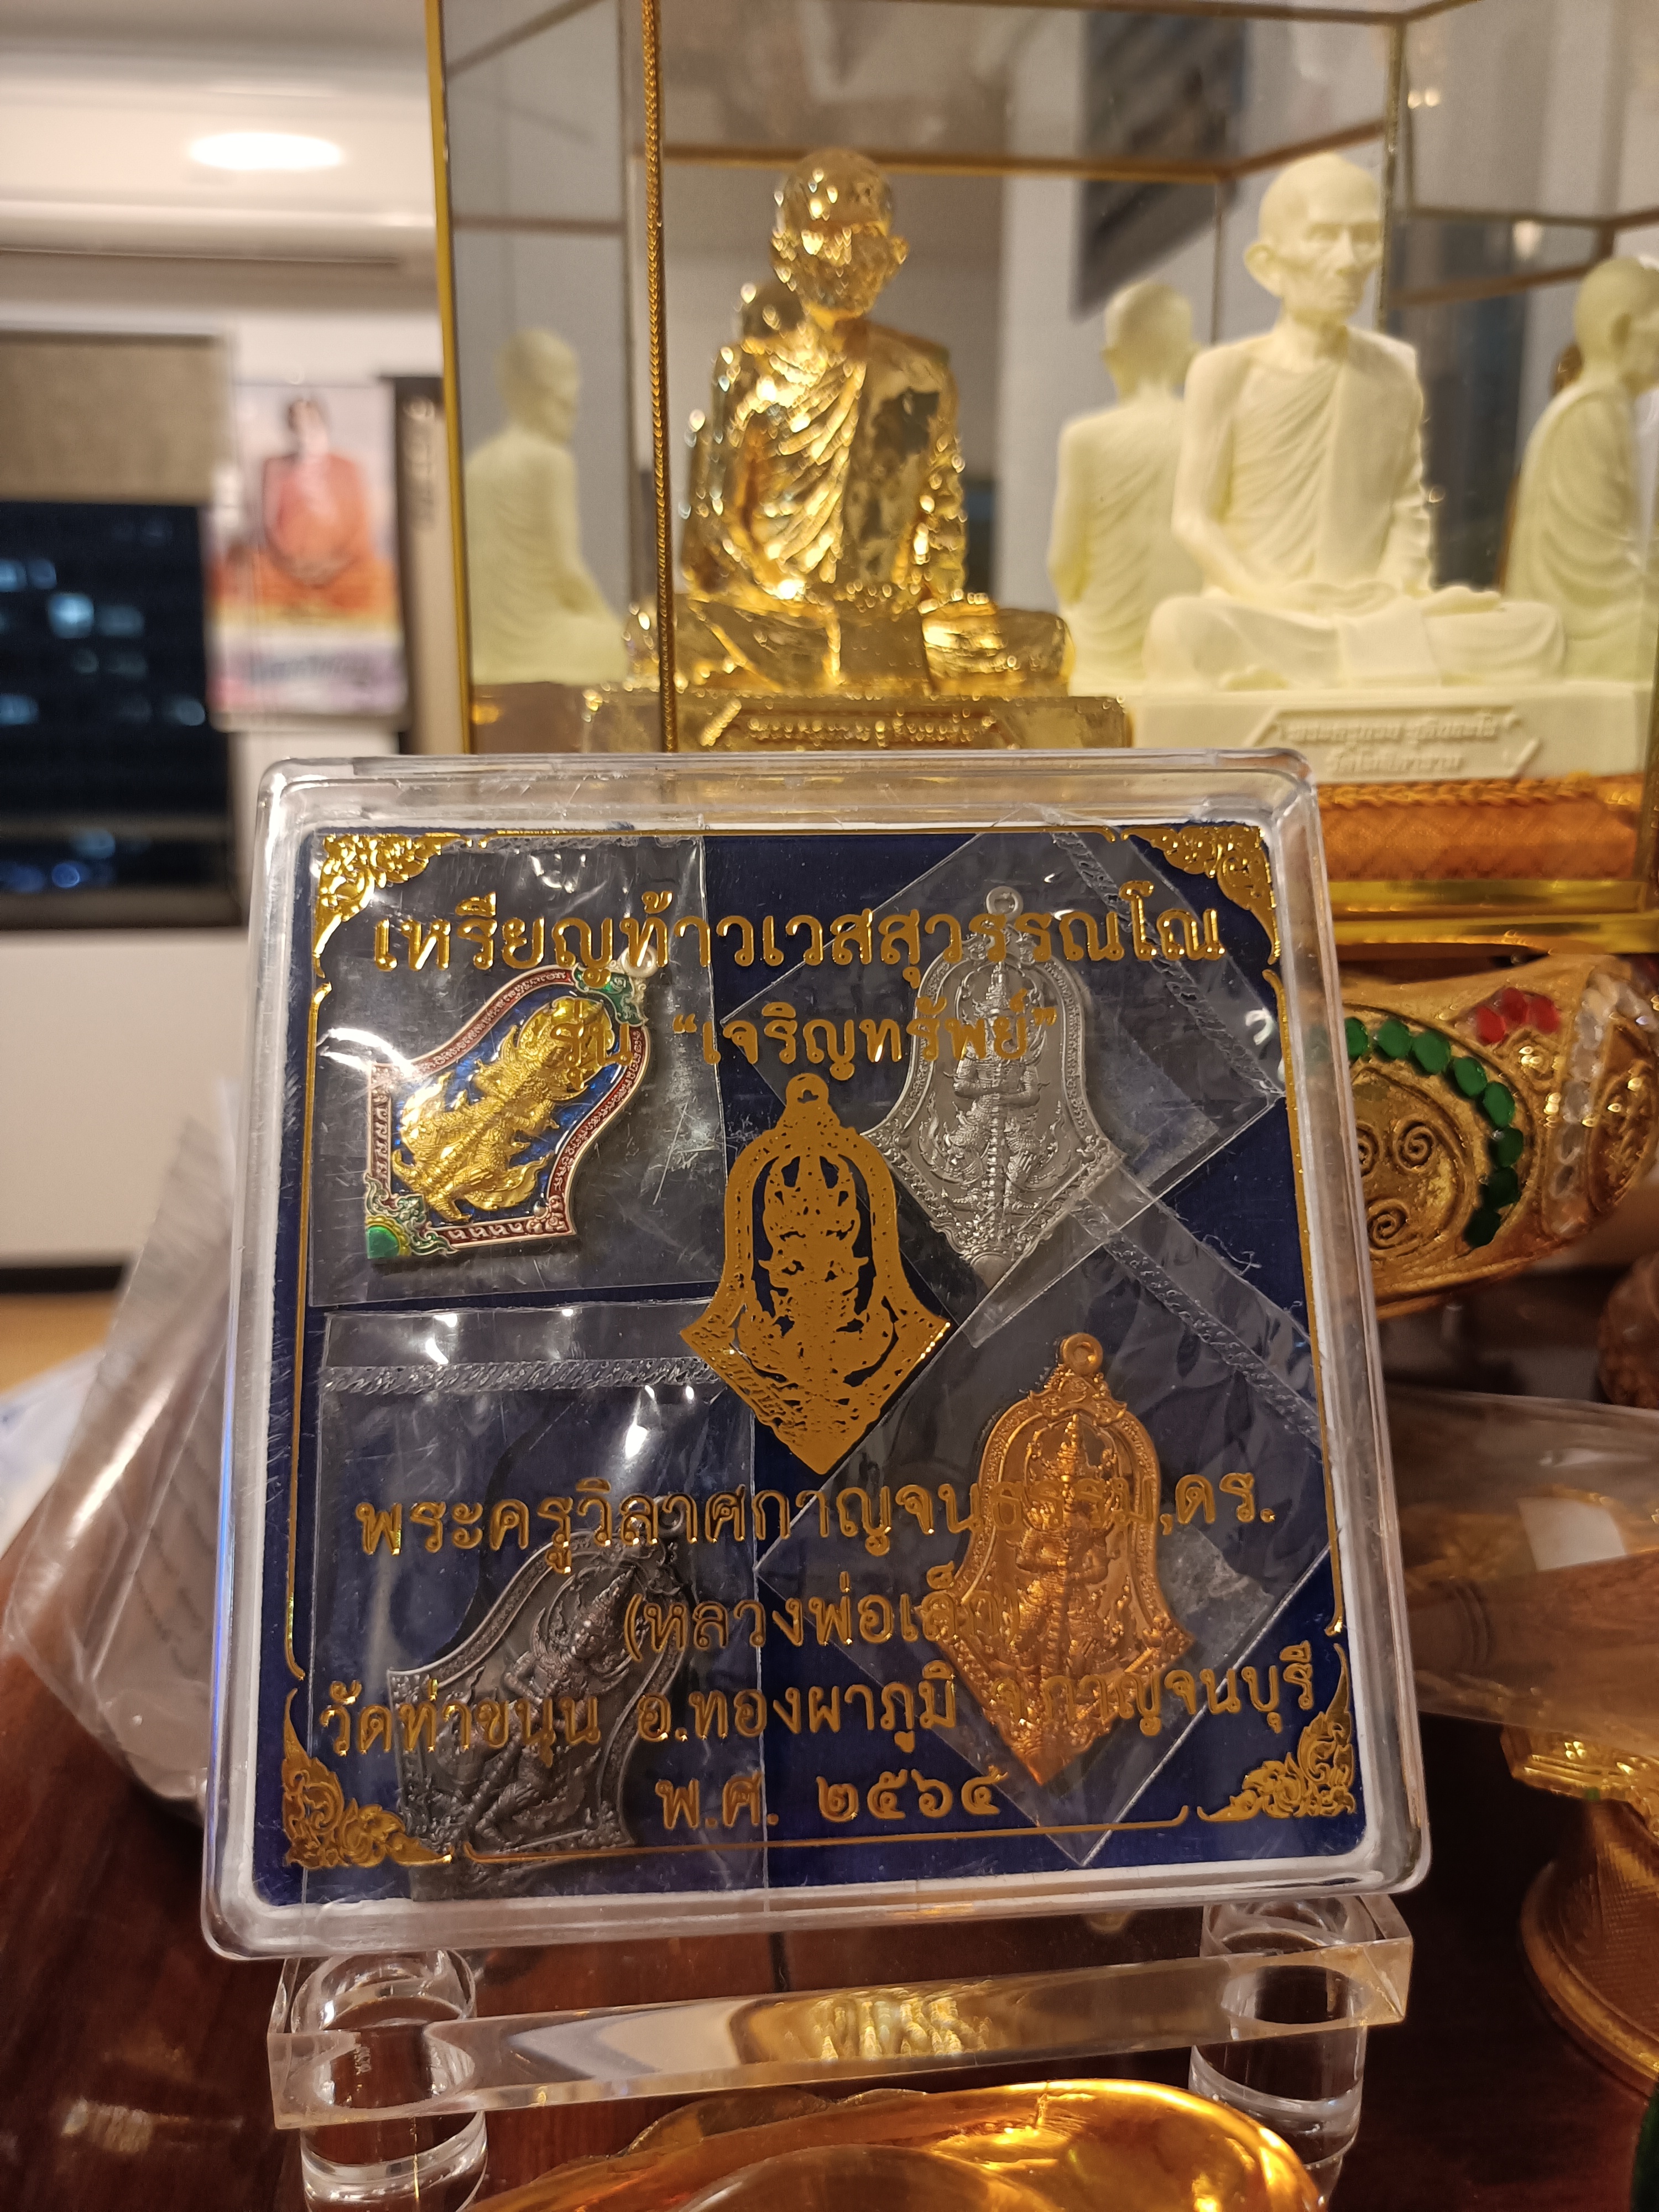 เหรียญท้าวเวสสุวรรณโณ
รุ่น "เจริญทรัพย์"
พระครูวิลาศกาญจนธรรม,ดร.
(หลวงพ่อเล็ก)
วัดท่าขนุน อ.ทองผาภูมิ จ.กาญจนบุรี
พ.ศ. ๒๕๖๔